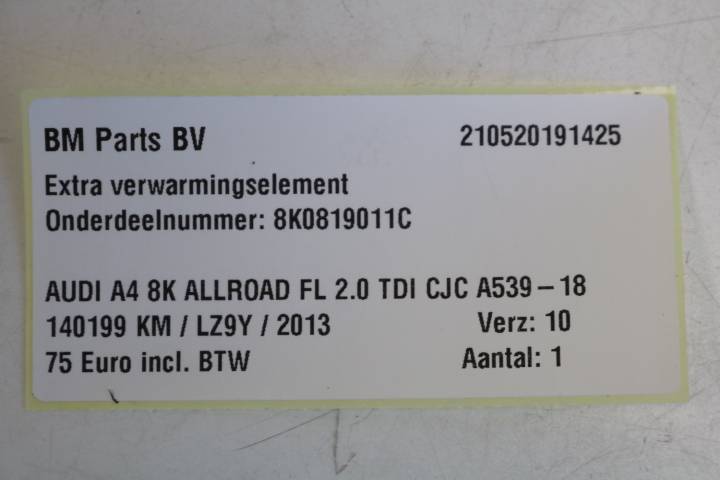 BM Parts BV 210520191425
Extra verwarmingselement
Onderdeelnummer: 8K0819011C
AUDI A4 8K ALLROAD FL 2.0 TDI CJC A539-18
140199 KM / LZ9Y / 2013 Verz: 10
75 Euro incl. BTW Aantal: 1